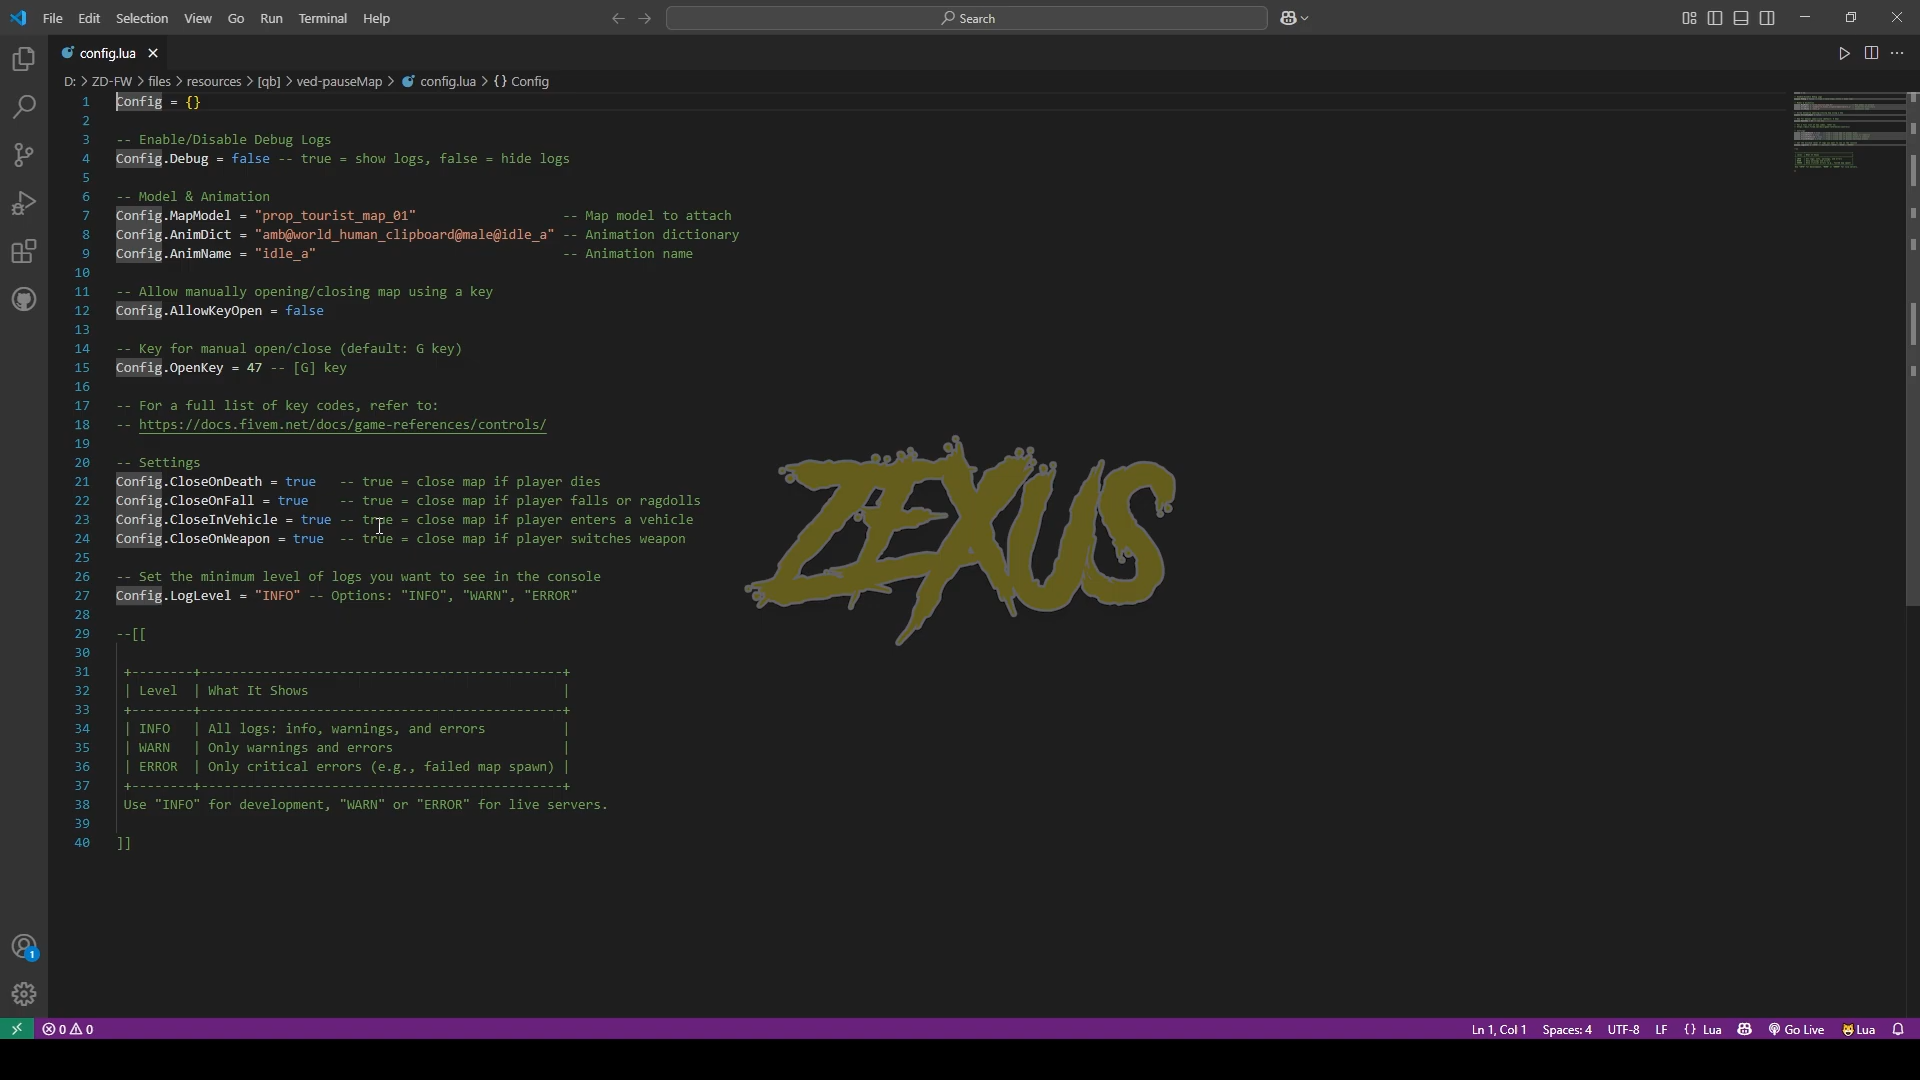 File Edit Selection View Go Run Terminal Help
Search
config.lua
D: > ZD-FW > files > resources > [qb] > ved-pauseMap > config.lua > {} Config
1 Config = {}
2
3 -- Enable/Disable Debug Logs
4 Config.Debug = false -- true = show logs, false = hide logs
5
6 -- Model & Animation
7 Config.MapModel = "prop_tourist_map_01" -- Map model to attach
8 Config.AnimDict = "amb@world_human_clipboard@male@idle_a" -- Animation dictionary
9 Config.AnimName = "idle_a" -- Animation name
10
11 -- Allow manually opening/closing map using a key
12 Config.AllowKeyOpen = false
13
14 -- Key for manual open/close (default: G key)
15 Config.OpenKey = 47 -- [G] key
16
17 -- For a full list of key codes, refer to:
18 -- https://docs.fivem.net/docs/game-references/controls/
19
20 -- Settings
21 Config.CloseOnDeath = true -- true = close map if player dies
22 Config.CloseOnFall = true -- true = close map if player falls or ragdolls
23 Config.CloseInVehicle = true -- true = close map if player enters a vehicle
24 Config.CloseOnWeapon = true -- true = close map if player switches weapon
25
26 -- Set the minimum level of logs you want to see in the console
27 Config.LogLevel = "INFO" -- Options: "INFO", "WARN", "ERROR"
28
29 --[[
30
31 +--------+-----------------------------------------------+
32 | Level | What It Shows |
33 +--------+-----------------------------------------------+
34 | INFO | All logs: info, warnings, and errors |
35 | WARN | Only warnings and errors |
36 | ERROR | Only critical errors (e.g., failed map spawn) |
37 +--------+-----------------------------------------------+
38 Use "INFO" for development, "WARN" or "ERROR" for live servers.
39
40 ]]
ZEXUS
1
0 0 Ln 1, Col 1 Spaces: 4 UTF-8 LF {} Lua Go Live Lua